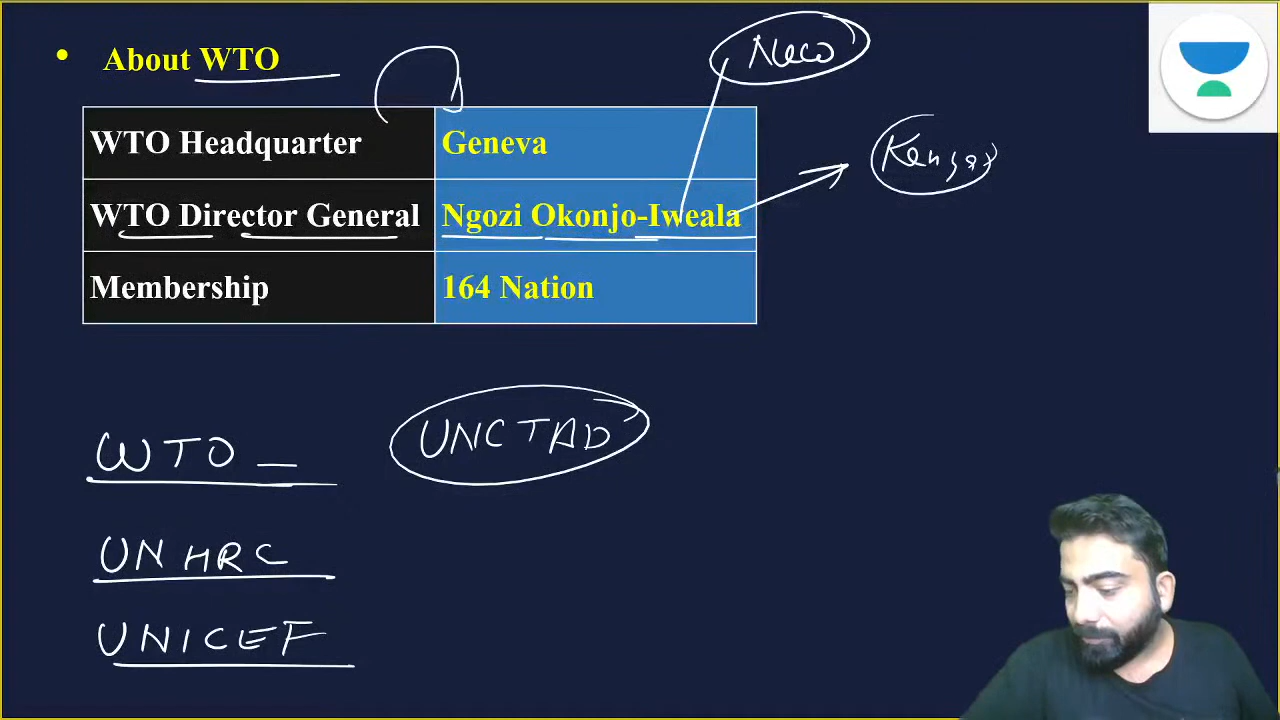 • About WTO
WTO Headquarter Geneva
WTO Director General Ngozi Okonjo-Iweala
Membership 164 Nation
WTO — UNCTAD
UNHRC
UNICEF